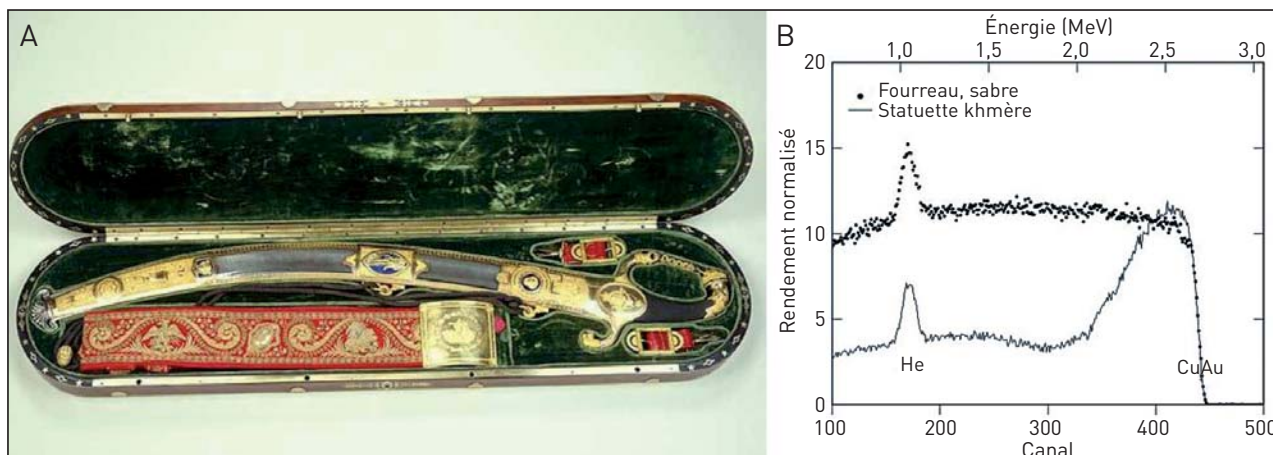 A
B
Énergie (MeV)
1,0 1,5 2,0 2,5 3,0
20
15
10
5
0
Rendement normalisé
Fourreau, sabre
Statuette khmère
He
CuAu
100 200 300 400 500
Canal